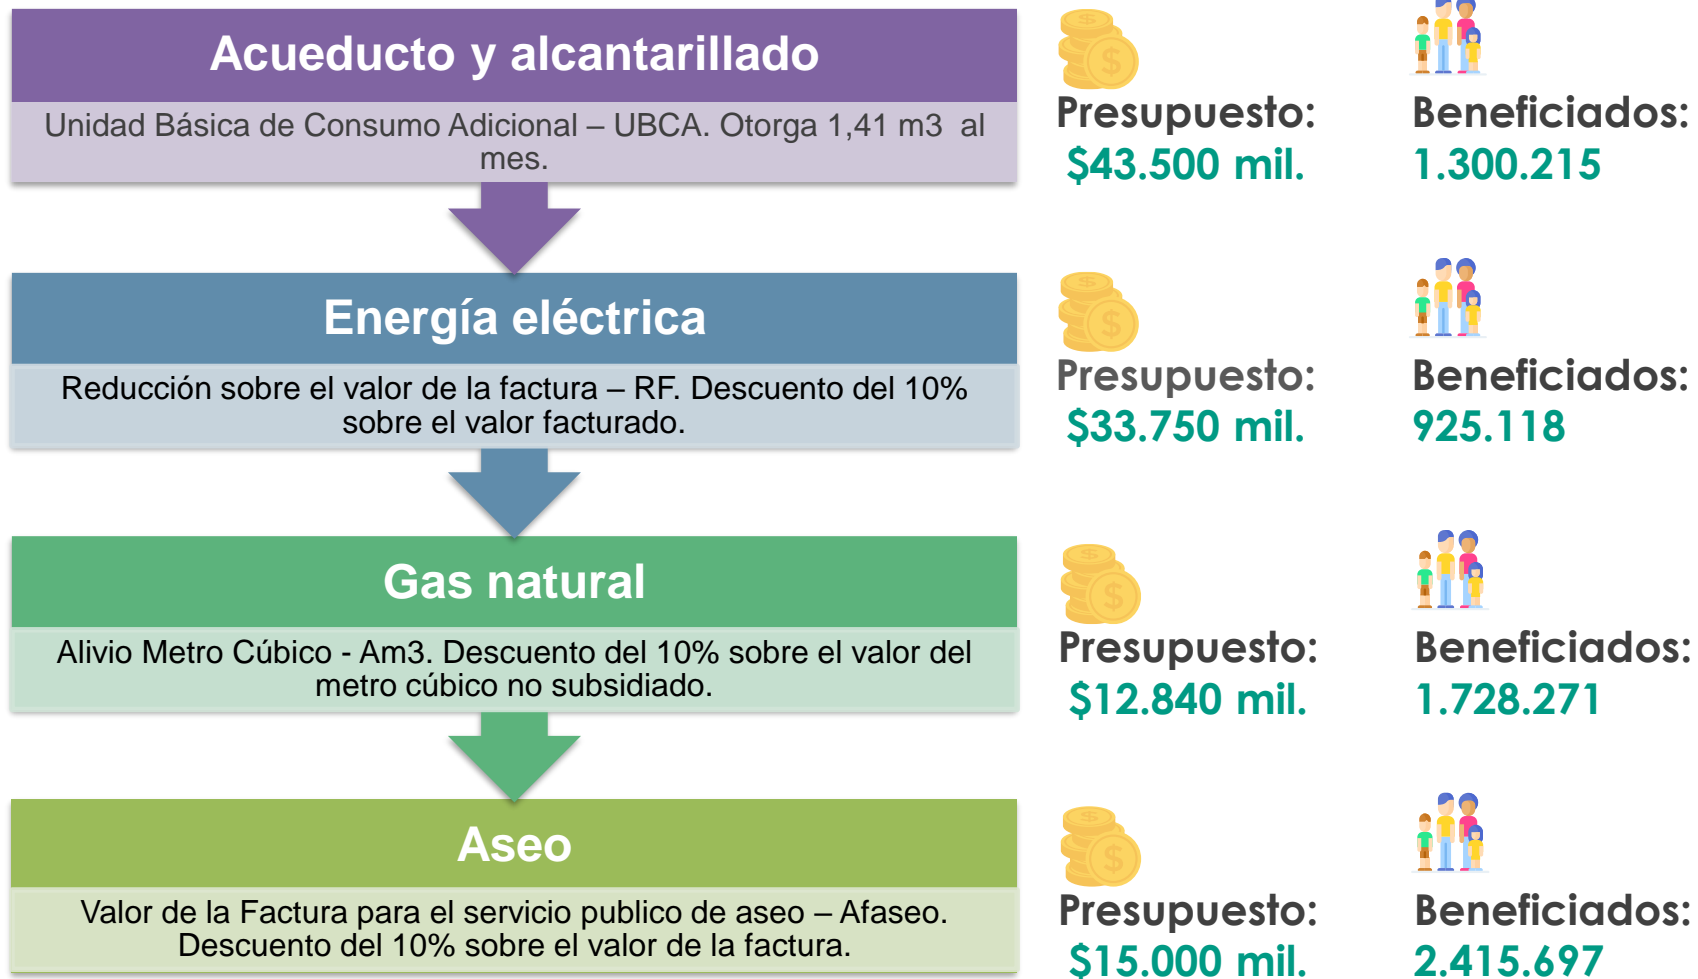 Acueducto y alcantarillado
Unidad Básica de Consumo Adicional – UBCA. Otorga 1,41 m3 al
mes.
Presupuesto:
$43.500 mil.
Beneficiados:
1.300.215
Energía eléctrica
Reducción sobre el valor de la factura – RF. Descuento del 10%
sobre el valor facturado.
Presupuesto:
$33.750 mil.
Beneficiados:
925.118
Gas natural
Alivio Metro Cúbico - Am3. Descuento del 10% sobre el valor del
metro cúbico no subsidiado.
Presupuesto:
$12.840 mil.
Beneficiados:
1.728.271
Aseo
Valor de la Factura para el servicio publico de aseo – Afaseo.
Descuento del 10% sobre el valor de la factura.
Presupuesto:
$15.000 mil.
Beneficiados:
2.415.697